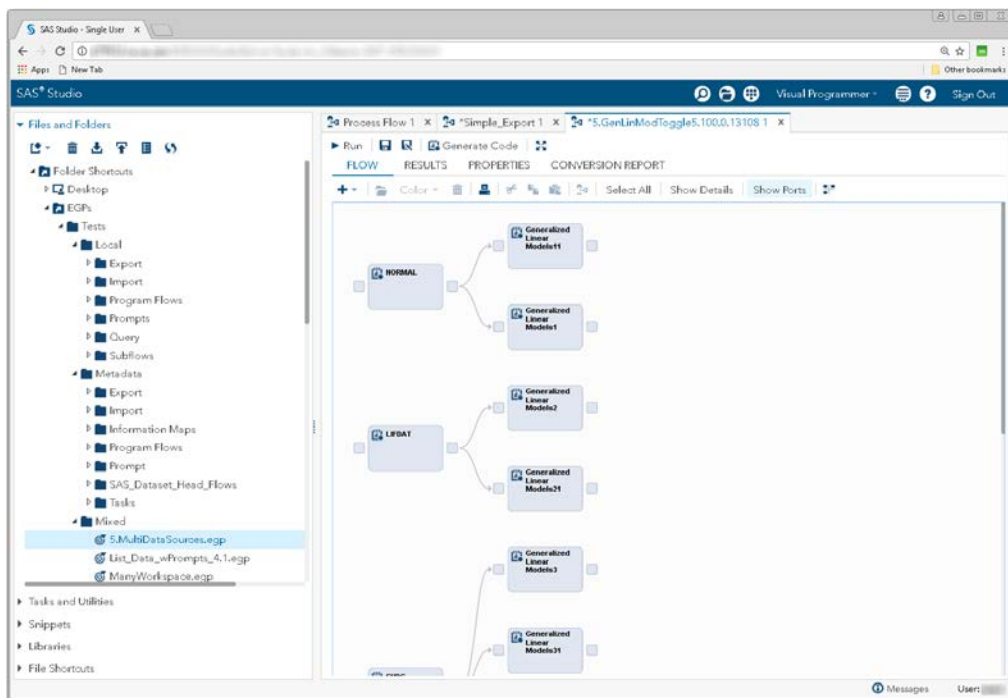 SAS Studio - Single User
Apps New Tab
Other bookmarks
SAS® Studio
Visual Programmer
Sign Out
Files and Folders
Folder Shortcuts
Desktop
EGPs
Tests
Local
Export
Import
Program Flows
Prompts
Query
Subflows
Metadata
Export
Import
Information Maps
Program Flows
Prompt
SAS_Dataset_Head_Flows
Tasks
Mixed
5.MultiDataSources.egp
List_Data_wPrompts_4.1.egp
ManyWorkspace.egp
Tasks and Utilities
Snippets
Libraries
File Shortcuts
Process Flow 1
*Simple_Export 1
*5.GenLinModToggle5.100.0.13108 1
Run
Generate Code
FLOW RESULTS PROPERTIES CONVERSION REPORT
Color Select All Show Details Show Ports
Generalized
Linear
Models11
NORMAL
Generalized
Linear
Models1
Generalized
Linear
Models2
LIFDAT
Generalized
Linear
Models21
Generalized
Linear
Models3
Generalized
Linear
Models31
Messages
User: